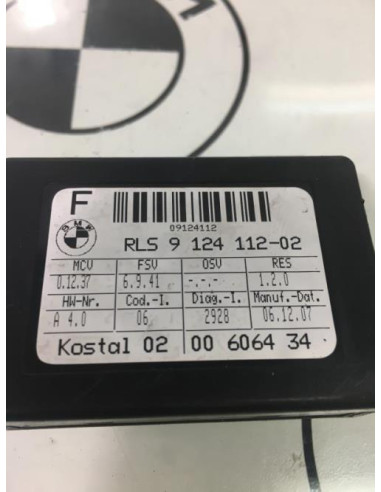 F
09124112
BMW
RLS 9 124 112-02
MCV FSV OSV RES
0.12.37 6.9.41 -.-.- 1.2.0
HW-Nr. Cod.-I. Diag.-I. Manuf.-Dat.
A 4.0 06 2928 06.12.07
Kostal 02 00 6064 34